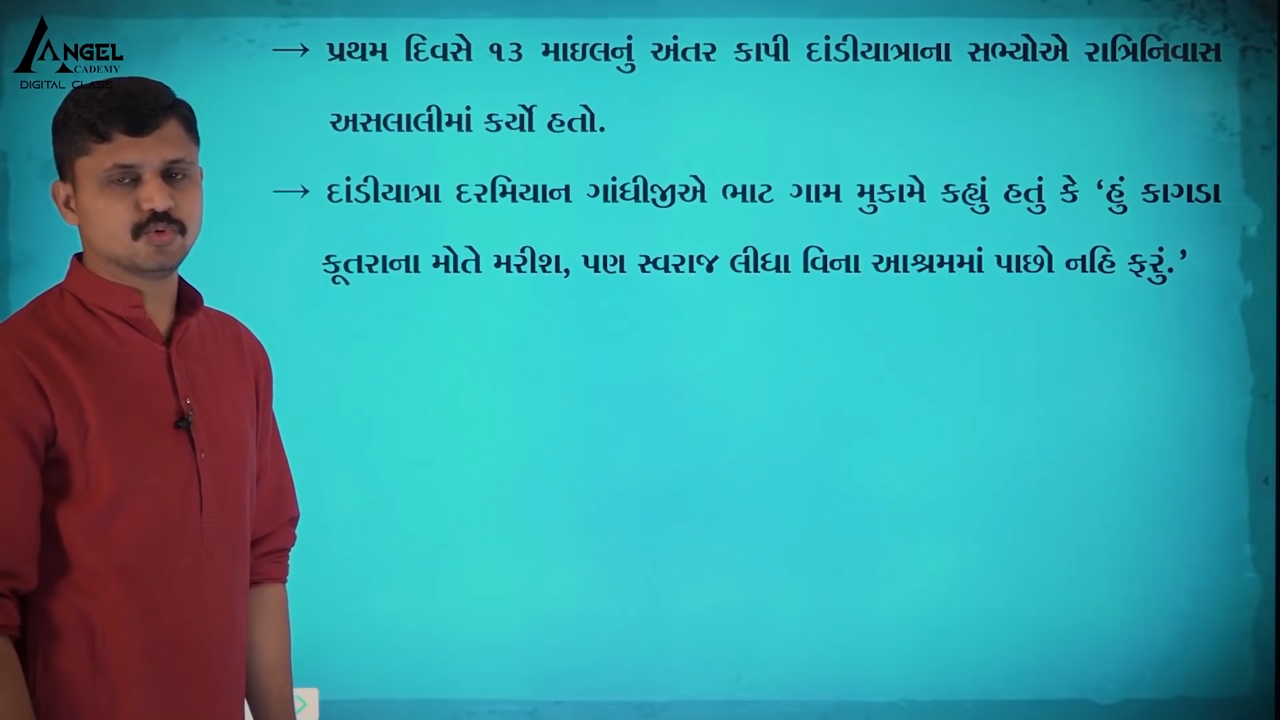 ANGEL
ACADEMY
DIGITAL CLASS
→ પ્રથમ દિવસે ૧૩ માઇલનું અંતર કાપી દાંડીયાત્રાના સભ્યોએ રાત્રિનિવાસ
અસલાલીમાં કર્યો હતો.
→ દાંડીયાત્રા દરમિયાન ગાંધીજીએ ભાટ ગામ મુકામે કહ્યું હતું કે ‘હું કાગડા
કૂતરાના મોતે મરીશ, પણ સ્વરાજ લીધા વિના આશ્રમમાં પાછો નહિ ફરું.’